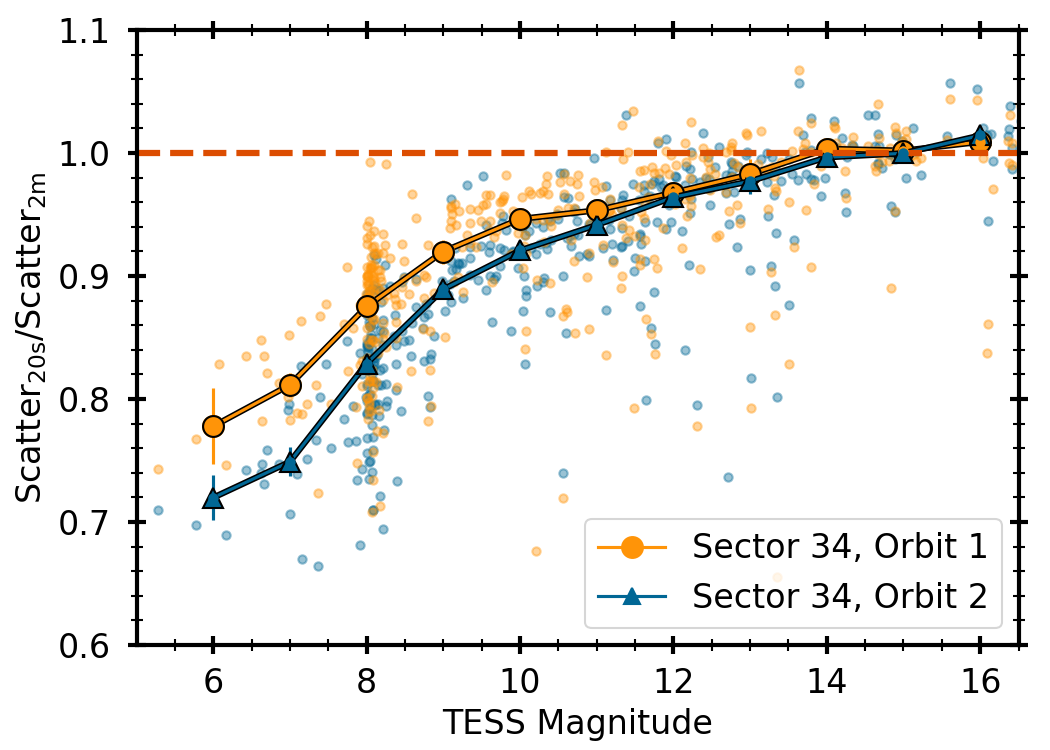 1.1
1.0
0.9
0.8
0.7
0.6
Scatter20s/Scatter2m
Sector 34, Orbit 1
Sector 34, Orbit 2
6 8 10 12 14 16
TESS Magnitude